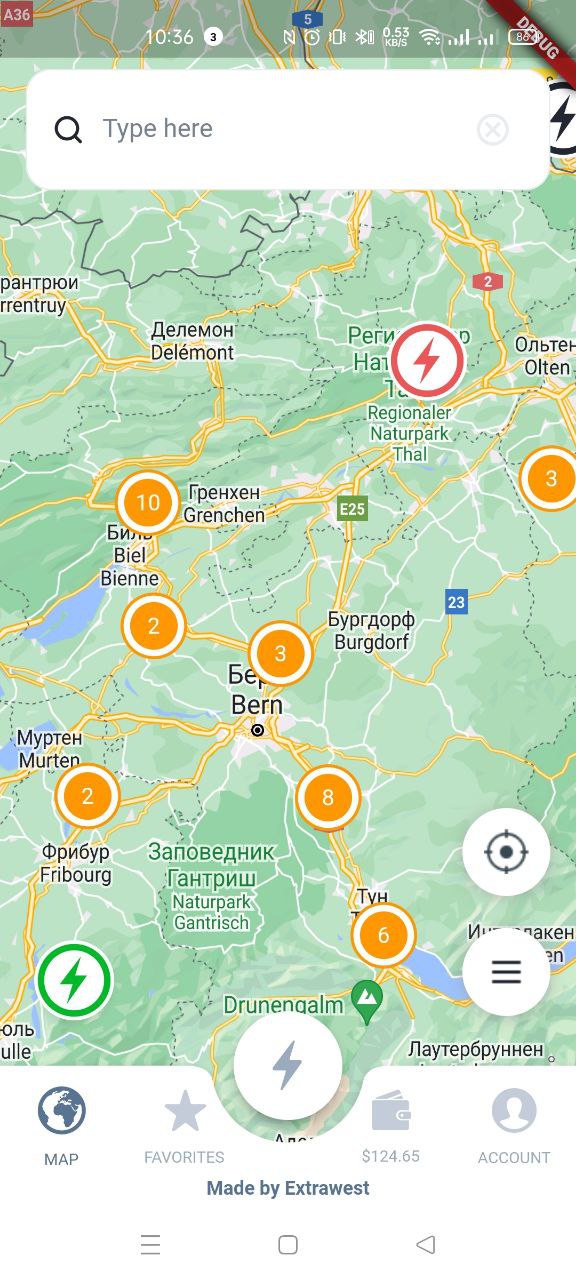 A36
5
10:36
3
0.53
KB/S
86
DEBUG
Type here
2
рантрюи
rrentruy
Делемон
Delémont
Ольтен
Olten
Regionaler
Naturpark
Thal
10
Гренхен
Grenchen
3
E25
Biel
Bienne
23
2
3
Бургдорф
Burgdorf
Bern
Муртен
Murten
2
8
Фрибур
Fribourg
Заповедник
Гантриш
Naturpark
Gantrisch
Тун
6
Drunengalm
Лаутербруннен
MAP
FAVORITES
$124.65
ACCOUNT
Made by Extrawest